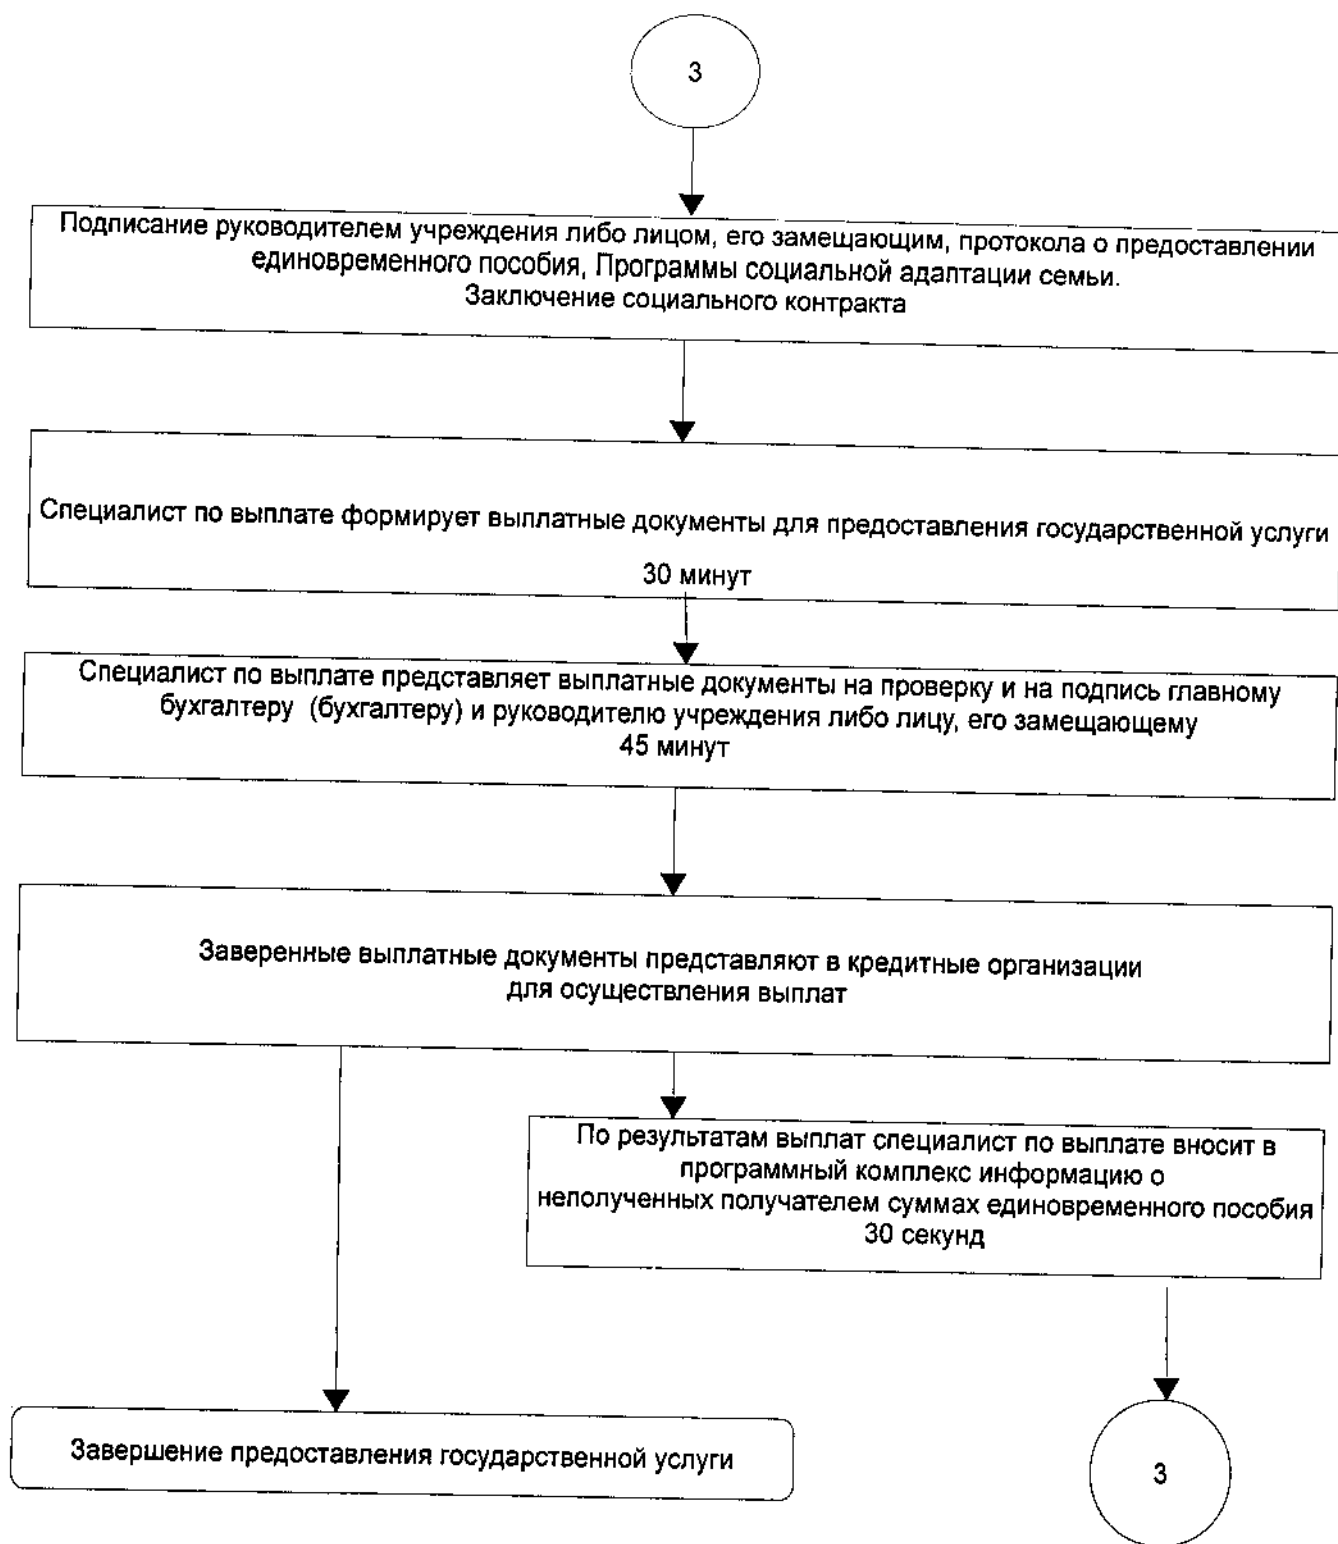 3
Подписание руководителем учреждения либо лицом, его замещающим, протокола о предоставлении
единовременного пособия, Программы социальной адаптации семьи.
Заключение социального контракта
Специалист по выплате формирует выплатные документы для предоставления государственной услуги
30 минут
Специалист по выплате представляет выплатные документы на проверку и на подпись главному
бухгалтеру (бухгалтеру) и руководителю учреждения либо лицу, его замещающему
45 минут
Заверенные выплатные документы представляют в кредитные организации
для осуществления выплат
По результатам выплат специалист по выплате вносит в
программный комплекс информацию о
неполученных получателем суммах единовременного пособия
30 секунд
Завершение предоставления государственной услуги
3